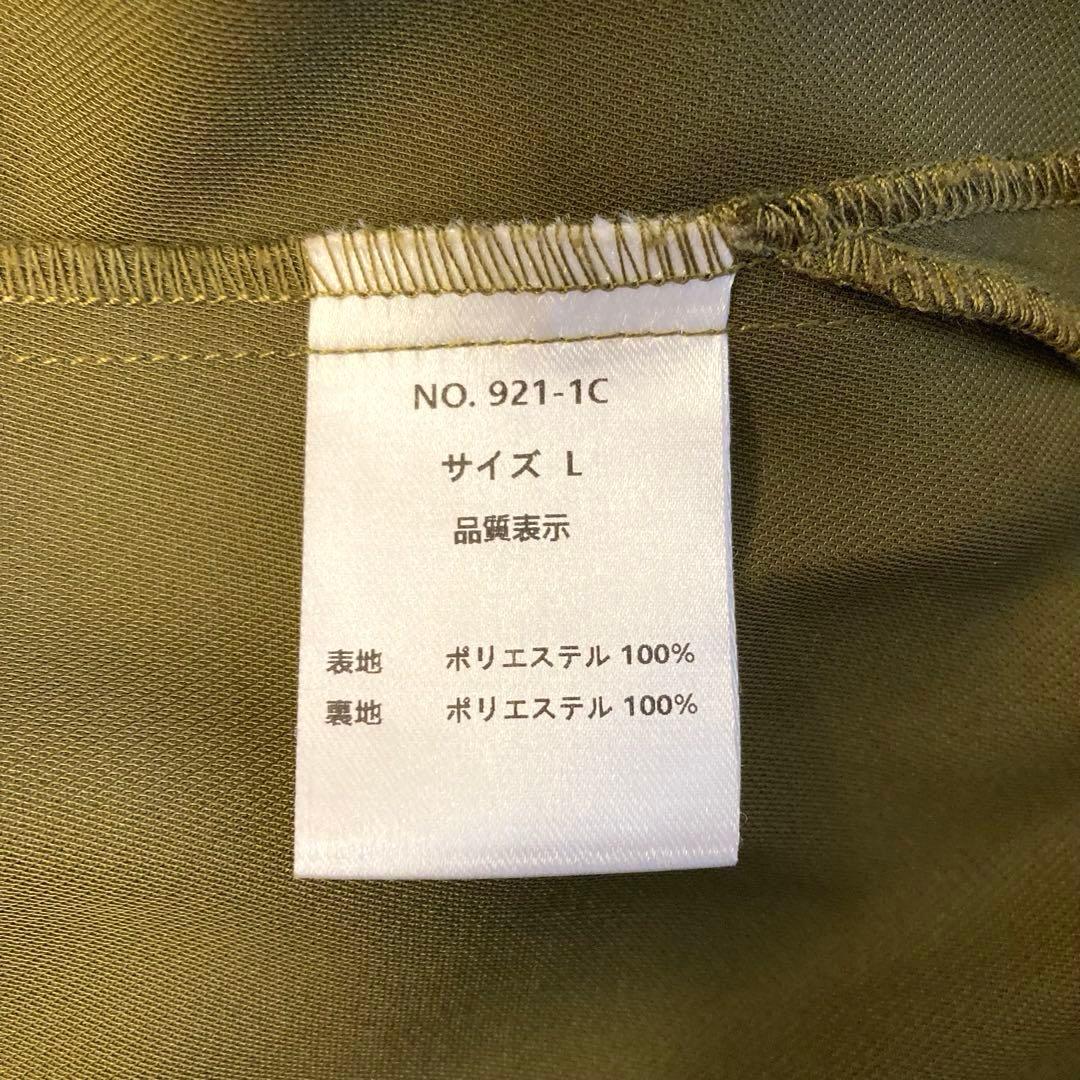 NO. 921-1C
サイズ L
品質表示
表地 ポリエステル 100%
裏地 ポリエステル 100%